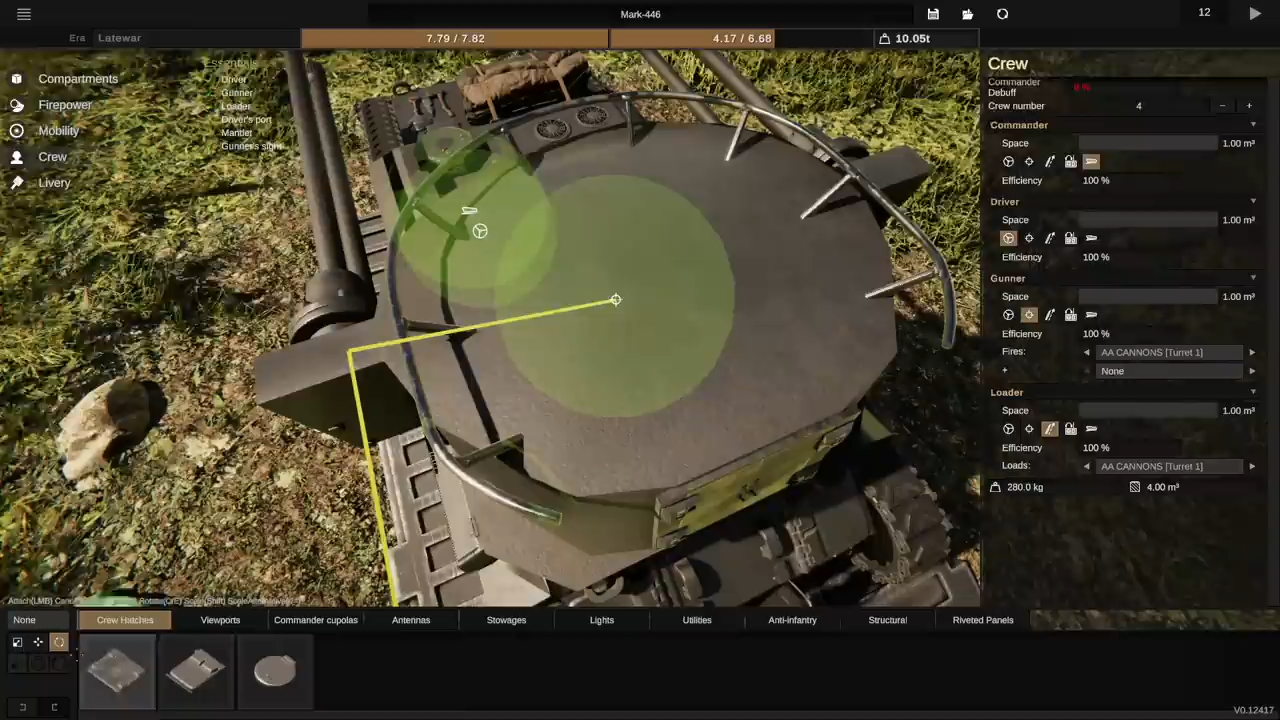 Mark-446
12
Era
Latewar
7.79 / 7.82
4.17 / 6.68
10.05t
Compartments
Firepower
Mobility
Crew
Livery
Essentials
Driver
Gunner
Loader
Driver's port
Mantlet
Gunner's sight
Crew
Commander
Debuff
0 %
Crew number
4
−
+
Commander
Space
1.00 m³
Efficiency
100 %
Driver
Space
1.00 m³
Efficiency
100 %
Gunner
Space
1.00 m³
Efficiency
100 %
Fires:
AA CANNONS [Turret 1]
+
None
Loader
Space
1.00 m³
Efficiency
100 %
Loads:
AA CANNONS [Turret 1]
280.0 kg
4.00 m³
None
Crew Hatches
Viewports
Commander cupolas
Antennas
Stowages
Lights
Utilities
Anti-infantry
Structural
Riveted Panels
V0.12417